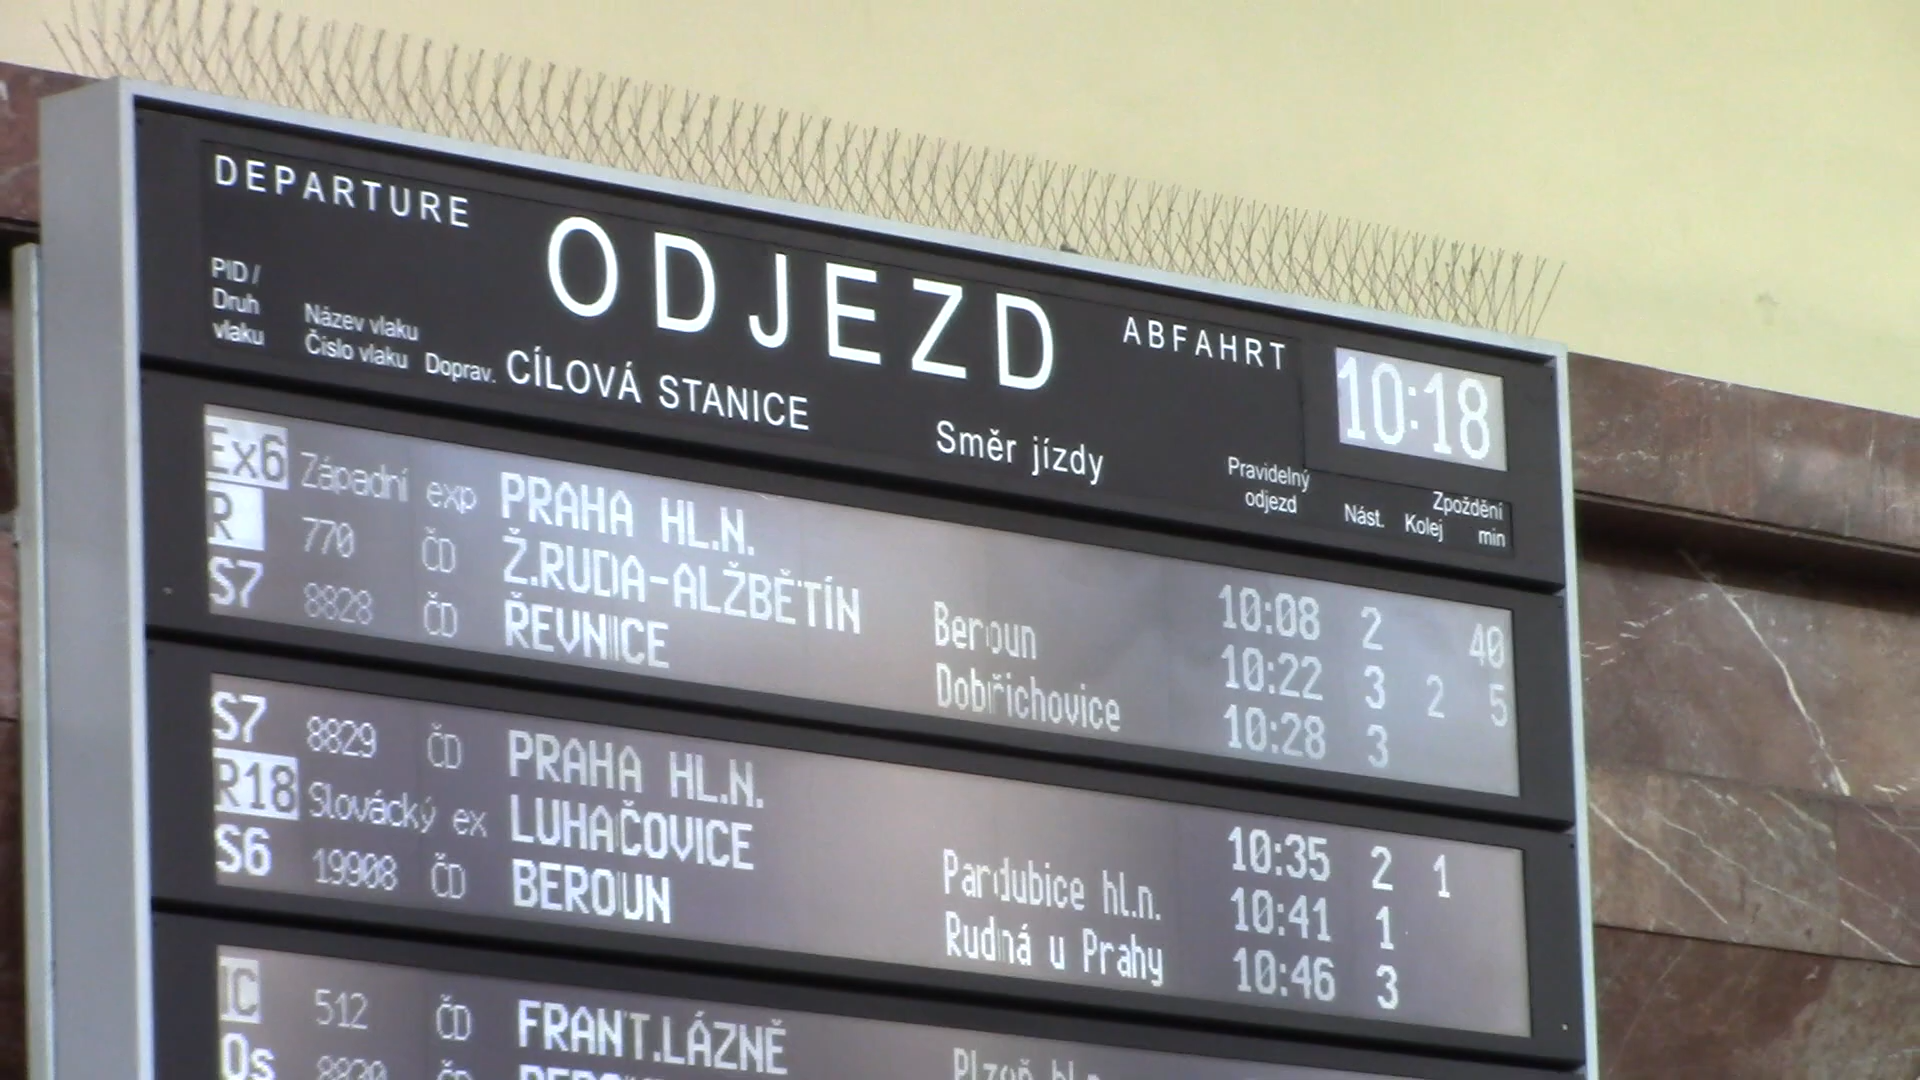 DEPARTURE ODJEZD ABFAHRT 10:18
PID / Druh vlaku Název vlaku Číslo vlaku Doprav. CÍLOVÁ STANICE Směr jízdy Pravidelný odjezd Nást. Kolej Zpoždění min
Ex6 Západní exp PRAHA HL.N. 10:08 2 40
R 770 ČD Ž.RUDA-ALŽBĚTÍN Beroun 10:22 3 2 5
S7 8828 ČD ŘEVNICE Dobřichovice 10:28 3
S7 8829 ČD PRAHA HL.N. 10:35 2 1
R18 Slovácký ex LUHAČOVICE Pardubice hl.n. 10:41 1
S6 19908 ČD BEROUN Rudná u Prahy 10:46 3
IC 512 ČD FRANT.LÁZNĚ Plzeň hl.n.
Os 8830 ČD